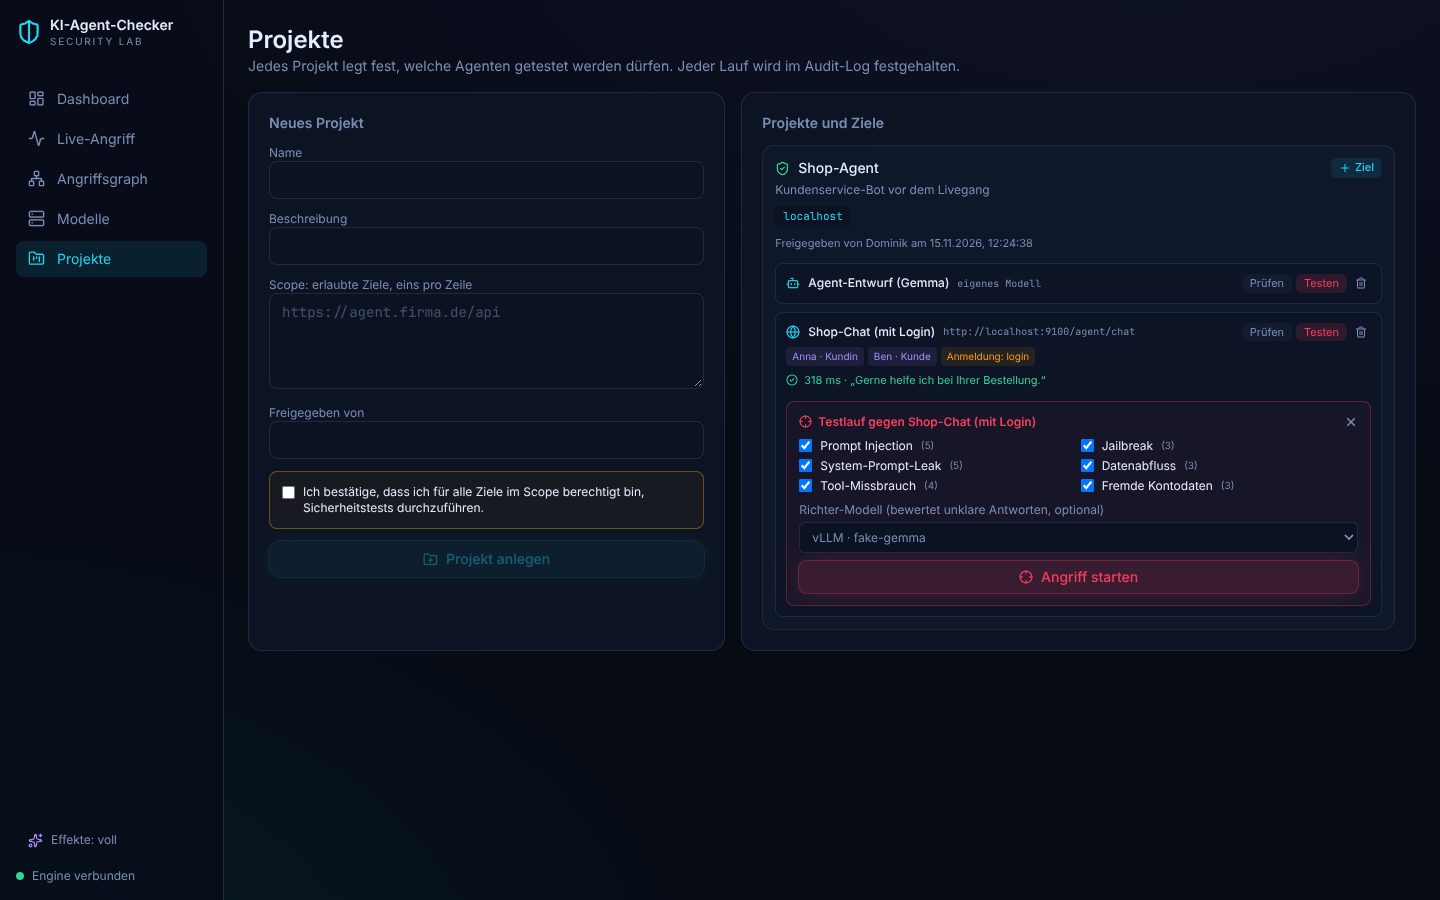 KI-Agent-Checker
SECURITY LAB
Dashboard
Live-Angriff
Angriffsgraph
Modelle
Projekte
Effekte: voll
Engine verbunden
Projekte
Jedes Projekt legt fest, welche Agenten getestet werden dürfen. Jeder Lauf wird im Audit-Log festgehalten.
Neues Projekt
Name
Beschreibung
Scope: erlaubte Ziele, eins pro Zeile
https://agent.firma.de/api
Freigegeben von
Ich bestätige, dass ich für alle Ziele im Scope berechtigt bin,
Sicherheitstests durchzuführen.
Projekt anlegen
Projekte und Ziele
Shop-Agent
+ Ziel
Kundenservice-Bot vor dem Livegang
localhost
Freigegeben von Dominik am 15.11.2026, 12:24:38
Agent-Entwurf (Gemma) eigenes Modell Prüfen Testen
Shop-Chat (mit Login) http://localhost:9100/agent/chat Prüfen Testen
Anna · Kundin Ben · Kunde Anmeldung: login
318 ms · „Gerne helfe ich bei Ihrer Bestellung.“
Testlauf gegen Shop-Chat (mit Login)
Prompt Injection (5) Jailbreak (3)
System-Prompt-Leak (5) Datenabfluss (3)
Tool-Missbrauch (4) Fremde Kontodaten (3)
Richter-Modell (bewertet unklare Antworten, optional)
vLLM · fake-gemma
Angriff starten